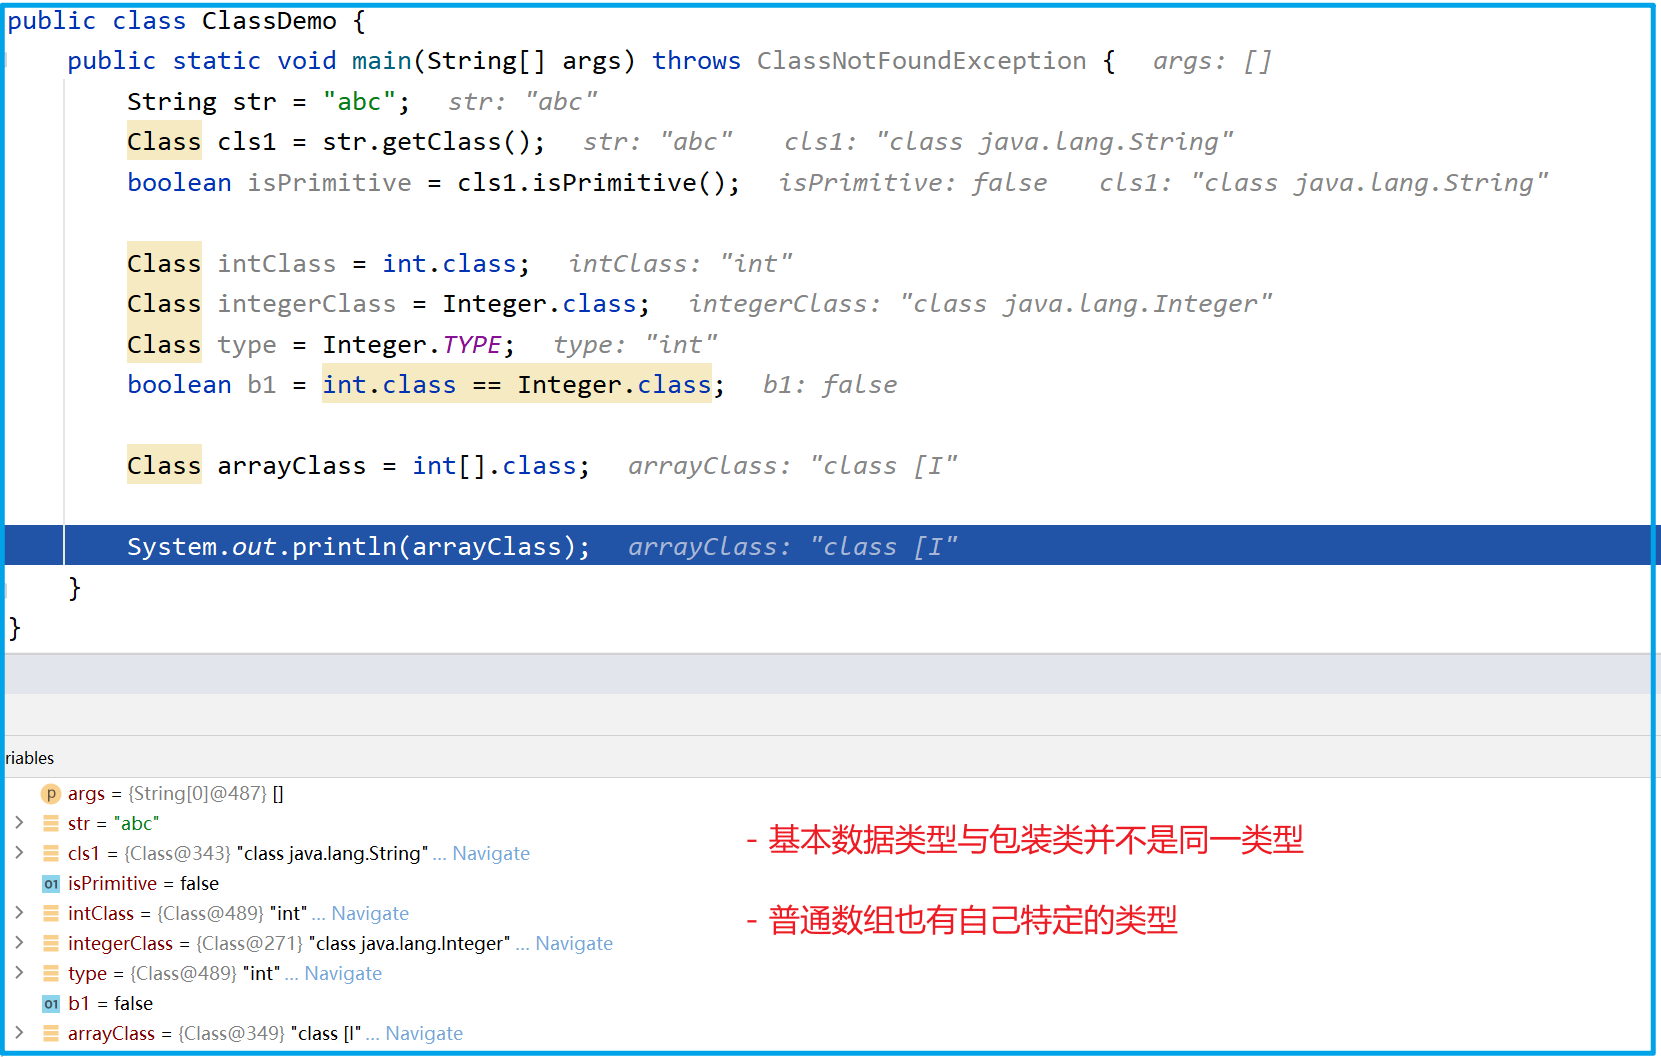 public class ClassDemo {
public static void main(String[] args) throws ClassNotFoundException {   args: []
String str = "abc";   str: "abc"
Class cls1 = str.getClass();   str: "abc"   cls1: "class java.lang.String"
boolean isPrimitive = cls1.isPrimitive();   isPrimitive: false   cls1: "class java.lang.String"
Class intClass = int.class;   intClass: "int"
Class integerClass = Integer.class;   integerClass: "class java.lang.Integer"
Class type = Integer.TYPE;   type: "int"
boolean b1 = int.class == Integer.class;   b1: false
Class arrayClass = int[].class;   arrayClass: "class [I"
System.out.println(arrayClass);   arrayClass: "class [I"
}
}
riables
args = {String[0]@487} []
str = "abc"
cls1 = {Class@343} "class java.lang.String" ... Navigate
isPrimitive = false
intClass = {Class@489} "int" ... Navigate
integerClass = {Class@271} "class java.lang.Integer" ... Navigate
type = {Class@489} "int" ... Navigate
b1 = false
arrayClass = {Class@349} "class [I" ... Navigate
- 基本数据类型与包装类并不是同一类型
- 普通数组也有自己特定的类型